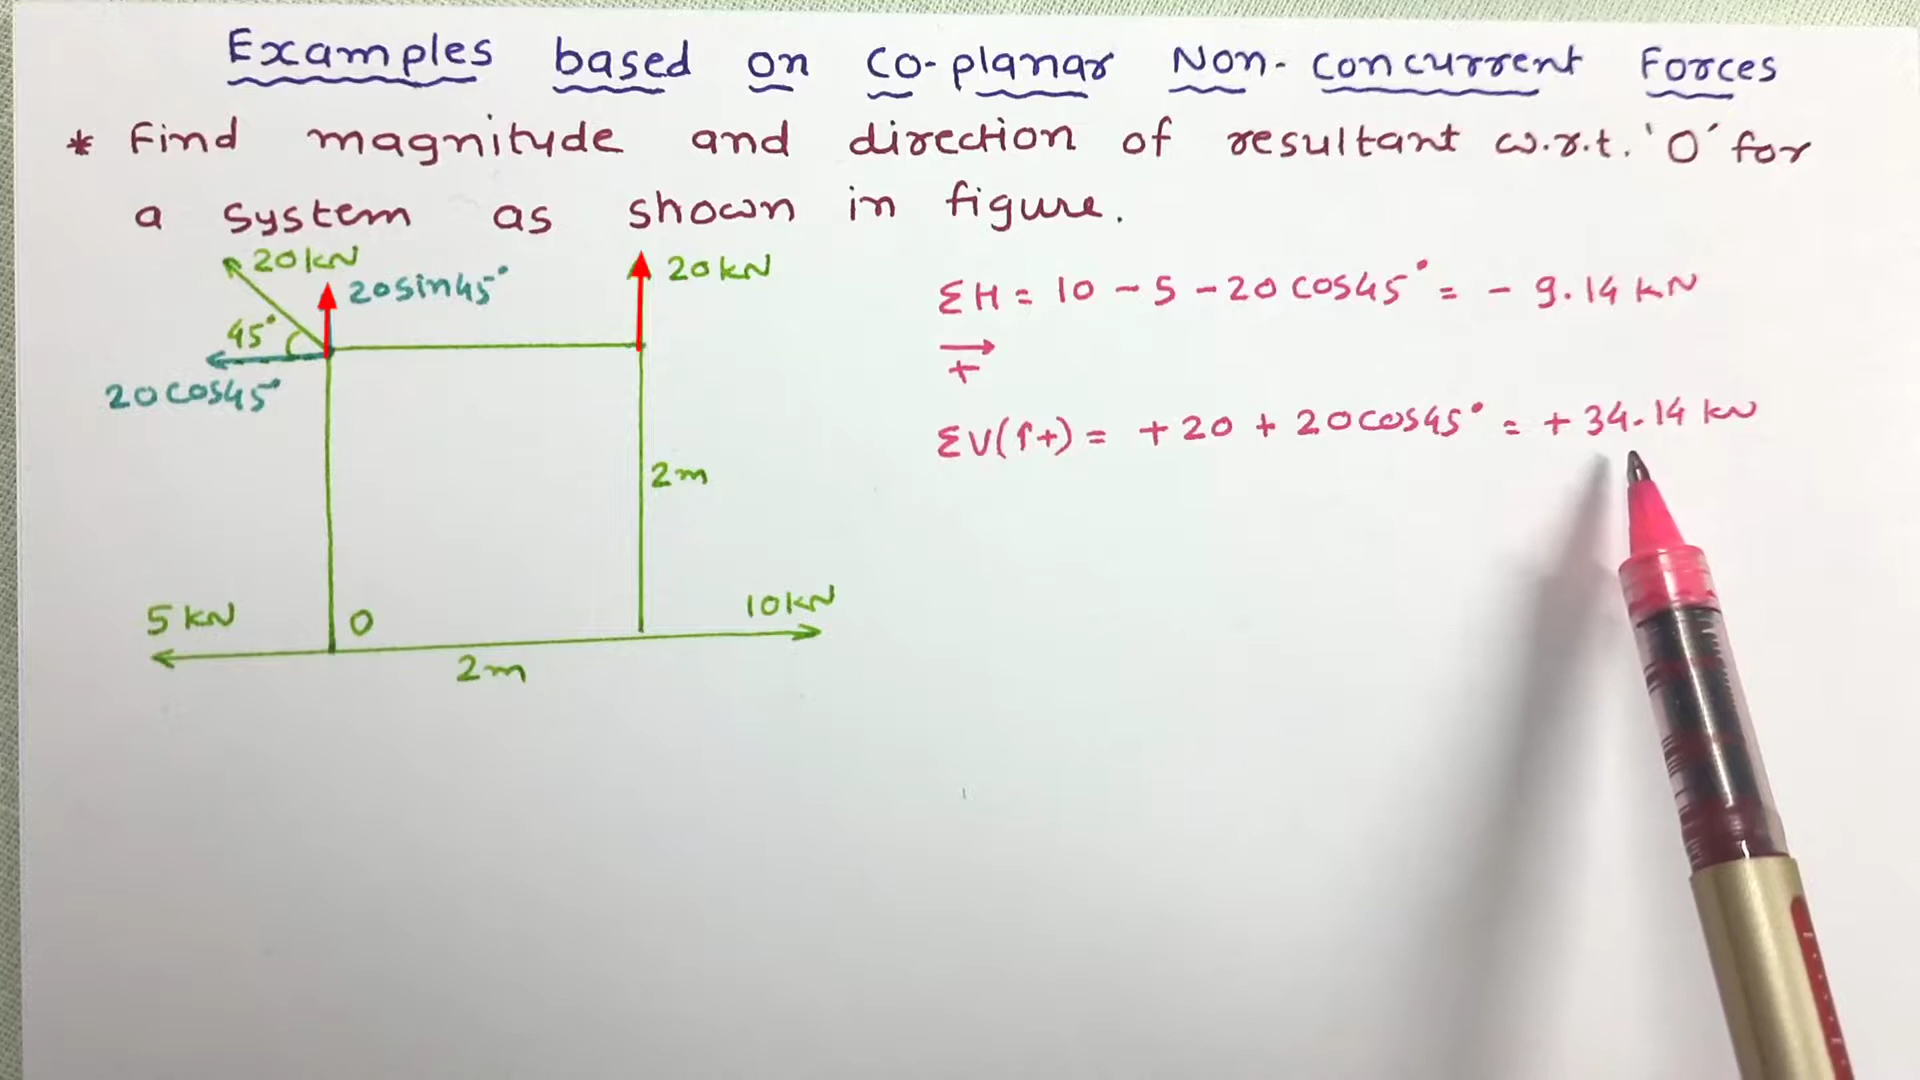 Examples based on Co-planar Non-concurrent Forces
* Find magnitude and direction of resultant w.r.t. 'O' for
a system as shown in figure.
20kN
20sin45°
20kN
45°
20cos45°
2m
5kN
O
10kN
2m
ΣH = 10 - 5 - 20cos45° = - 9.14 kN
+
ΣV(↑+) = +20 + 20cos45° = +34.14 kN